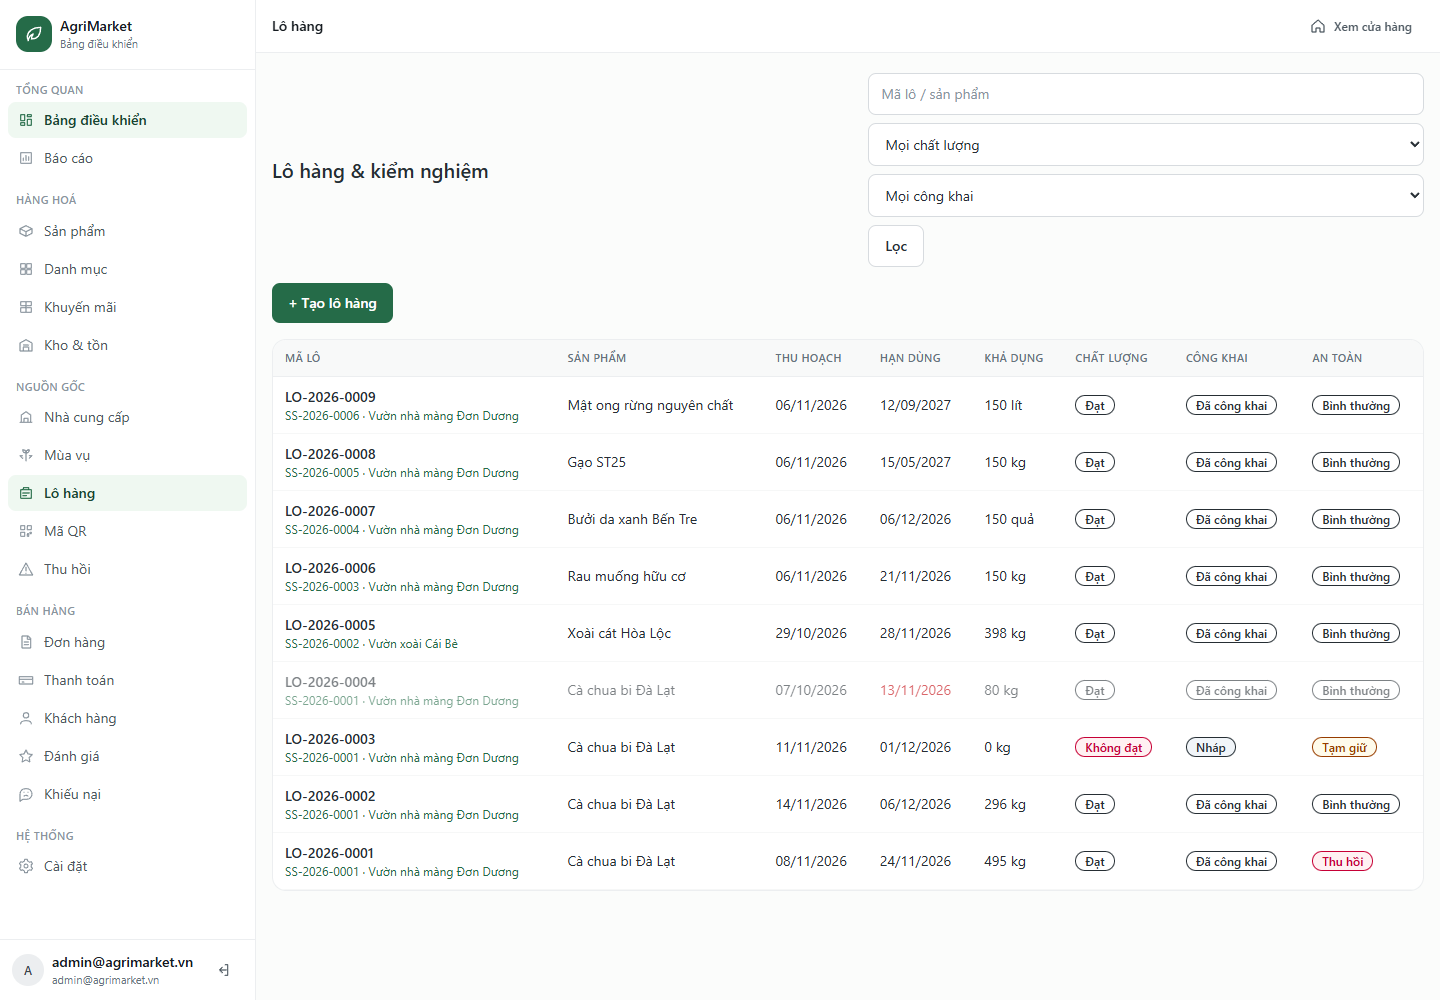 AgriMarket
Bảng điều khiển
TỔNG QUAN
Bảng điều khiển
Báo cáo
HÀNG HOÁ
Sản phẩm
Danh mục
Khuyến mãi
Kho & tồn
NGUỒN GỐC
Nhà cung cấp
Mùa vụ
Lô hàng
Mã QR
Thu hồi
BÁN HÀNG
Đơn hàng
Thanh toán
Khách hàng
Đánh giá
Khiếu nại
HỆ THỐNG
Cài đặt
A
admin@agrimarket.vn
admin@agrimarket.vn
Lô hàng
Xem cửa hàng
Lô hàng & kiểm nghiệm
Mã lô / sản phẩm
Mọi chất lượng
Mọi công khai
Lọc
+ Tạo lô hàng
MÃ LÔ SẢN PHẨM THU HOẠCH HẠN DÙNG KHẢ DỤNG CHẤT LƯỢNG CÔNG KHAI AN TOÀN
LO-2026-0009 Mật ong rừng nguyên chất 06/11/2026 12/09/2027 150 lít Đạt Đã công khai Bình thường
SS-2026-0006 · Vườn nhà màng Đơn Dương
LO-2026-0008 Gạo ST25 06/11/2026 15/05/2027 150 kg Đạt Đã công khai Bình thường
SS-2026-0005 · Vườn nhà màng Đơn Dương
LO-2026-0007 Bưởi da xanh Bến Tre 06/11/2026 06/12/2026 150 quả Đạt Đã công khai Bình thường
SS-2026-0004 · Vườn nhà màng Đơn Dương
LO-2026-0006 Rau muống hữu cơ 06/11/2026 21/11/2026 150 kg Đạt Đã công khai Bình thường
SS-2026-0003 · Vườn nhà màng Đơn Dương
LO-2026-0005 Xoài cát Hòa Lộc 29/10/2026 28/11/2026 398 kg Đạt Đã công khai Bình thường
SS-2026-0002 · Vườn xoài Cái Bè
LO-2026-0004 Cà chua bi Đà Lạt 07/10/2026 13/11/2026 80 kg Đạt Đã công khai Bình thường
SS-2026-0001 · Vườn nhà màng Đơn Dương
LO-2026-0003 Cà chua bi Đà Lạt 11/11/2026 01/12/2026 0 kg Không đạt Nháp Tạm giữ
SS-2026-0001 · Vườn nhà màng Đơn Dương
LO-2026-0002 Cà chua bi Đà Lạt 14/11/2026 06/12/2026 296 kg Đạt Đã công khai Bình thường
SS-2026-0001 · Vườn nhà màng Đơn Dương
LO-2026-0001 Cà chua bi Đà Lạt 08/11/2026 24/11/2026 495 kg Đạt Đã công khai Thu hồi
SS-2026-0001 · Vườn nhà màng Đơn Dương